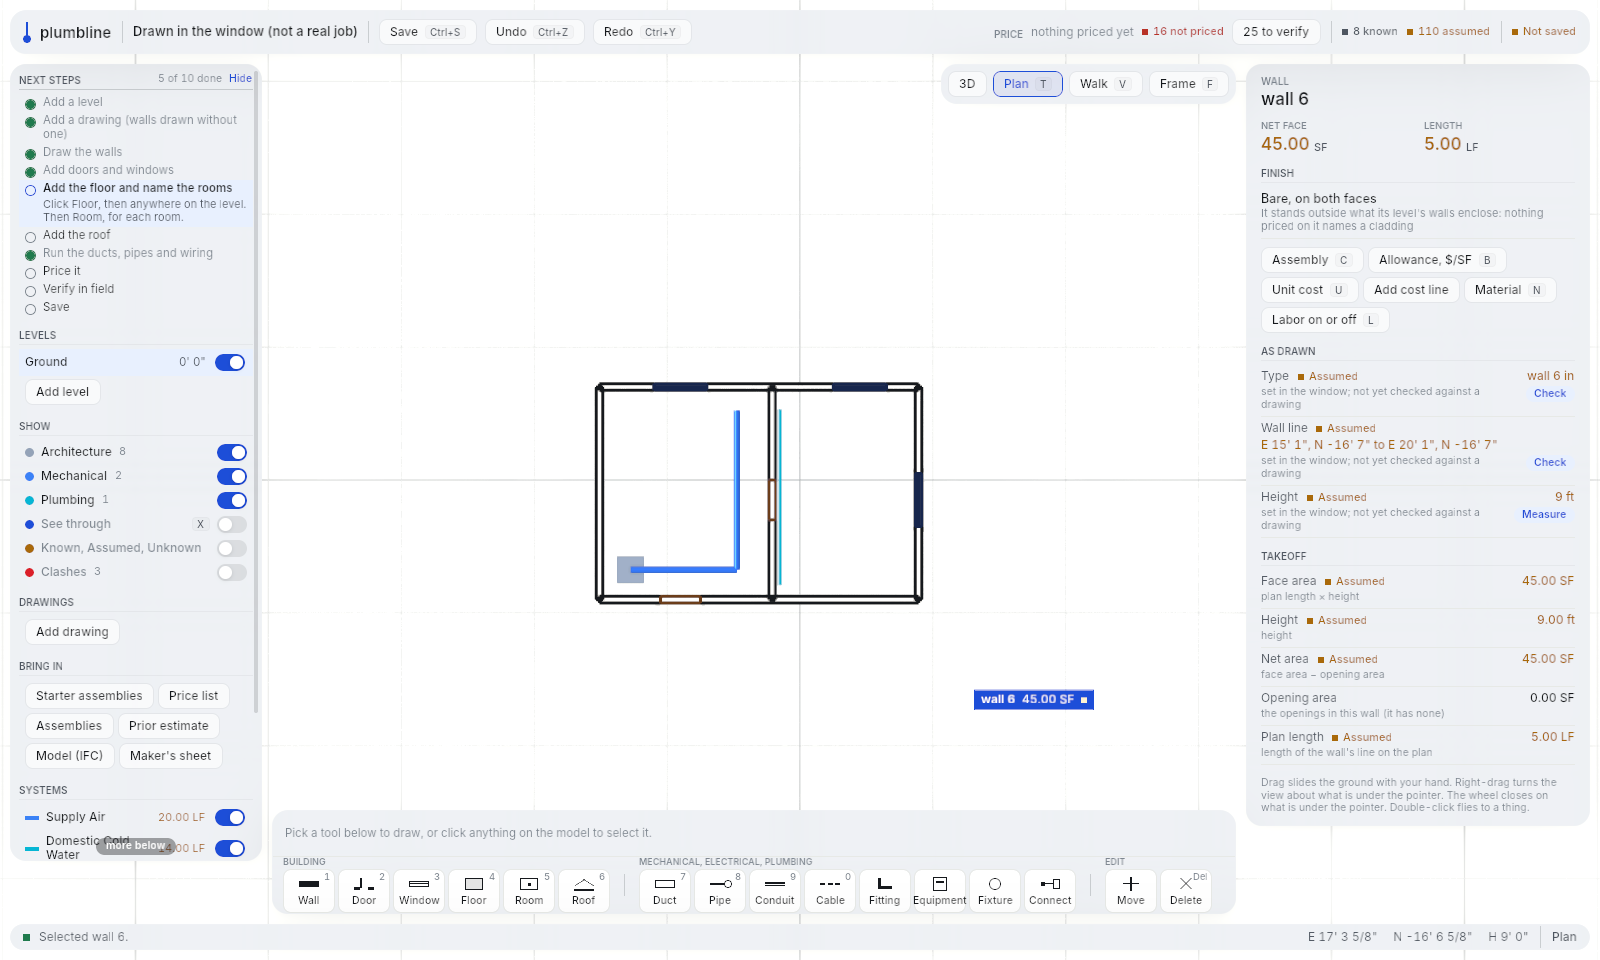 plumbline
Drawn in the window (not a real job)
Save Ctrl+S
Undo Ctrl+Z
Redo Ctrl+Y
PRICE nothing priced yet
16 not priced
25 to verify
8 known
110 assumed
Not saved
NEXT STEPS
5 of 10 done
Hide
Add a level
Add a drawing (walls drawn without
one)
Draw the walls
Add doors and windows
Add the floor and name the rooms
Click Floor, then anywhere on the level.
Then Room, for each room.
Add the roof
Run the ducts, pipes and wiring
Price it
Verify in field
Save
LEVELS
Ground 0' 0"
Add level
SHOW
Architecture 8
Mechanical 2
Plumbing 1
See through X
Known, Assumed, Unknown
Clashes 3
DRAWINGS
Add drawing
BRING IN
Starter assemblies
Price list
Assemblies
Prior estimate
Model (IFC)
Maker's sheet
SYSTEMS
Supply Air 20.00 LF
Domestic Cold
Water
more below
3D
Plan T
Walk V
Frame F
wall 6 45.00 SF
Pick a tool below to draw, or click anything on the model to select it.
BUILDING
Wall 1
Door 2
Window 3
Floor 4
Room 5
Roof 6
MECHANICAL, ELECTRICAL, PLUMBING
Duct 7
Pipe 8
Conduit 9
Cable 0
Fitting
Equipment
Fixture
Connect
EDIT
Move
Delete Del
WALL
wall 6
NET FACE
45.00 SF
LENGTH
5.00 LF
FINISH
Bare, on both faces
It stands outside what its level's walls enclose: nothing
priced on it names a cladding
Assembly C
Allowance, $/SF B
Unit cost U
Add cost line
Material N
Labor on or off L
AS DRAWN
Type Assumed wall 6 in
set in the window; not yet checked against a
drawing
Check
Wall line Assumed
E 15' 1", N -16' 7" to E 20' 1", N -16' 7"
set in the window; not yet checked against a
drawing
Check
Height Assumed 9 ft
set in the window; not yet checked against a
drawing
Measure
TAKEOFF
Face area Assumed 45.00 SF
plan length × height
Height Assumed 9.00 ft
height
Net area Assumed 45.00 SF
face area − opening area
Opening area 0.00 SF
the openings in this wall (it has none)
Plan length Assumed 5.00 LF
length of the wall's line on the plan
Drag slides the ground with your hand. Right-drag turns the
view about what is under the pointer. The wheel closes on
what is under the pointer. Double-click flies to a thing.
Selected wall 6.
E 17' 3 5/8" N -16' 6 5/8" H 9' 0"
Plan